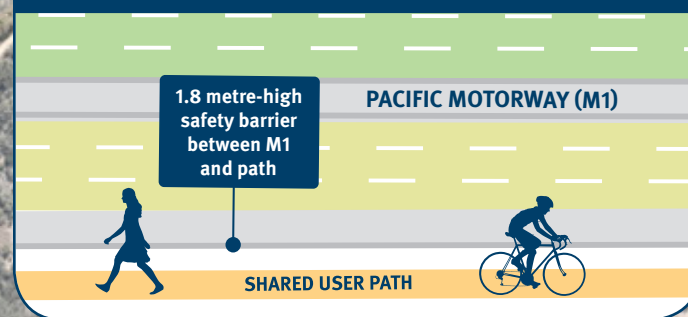 1.8 metre-high
safety barrier
between M1
and path
PACIFIC MOTORWAY (M1)
SHARED USER PATH